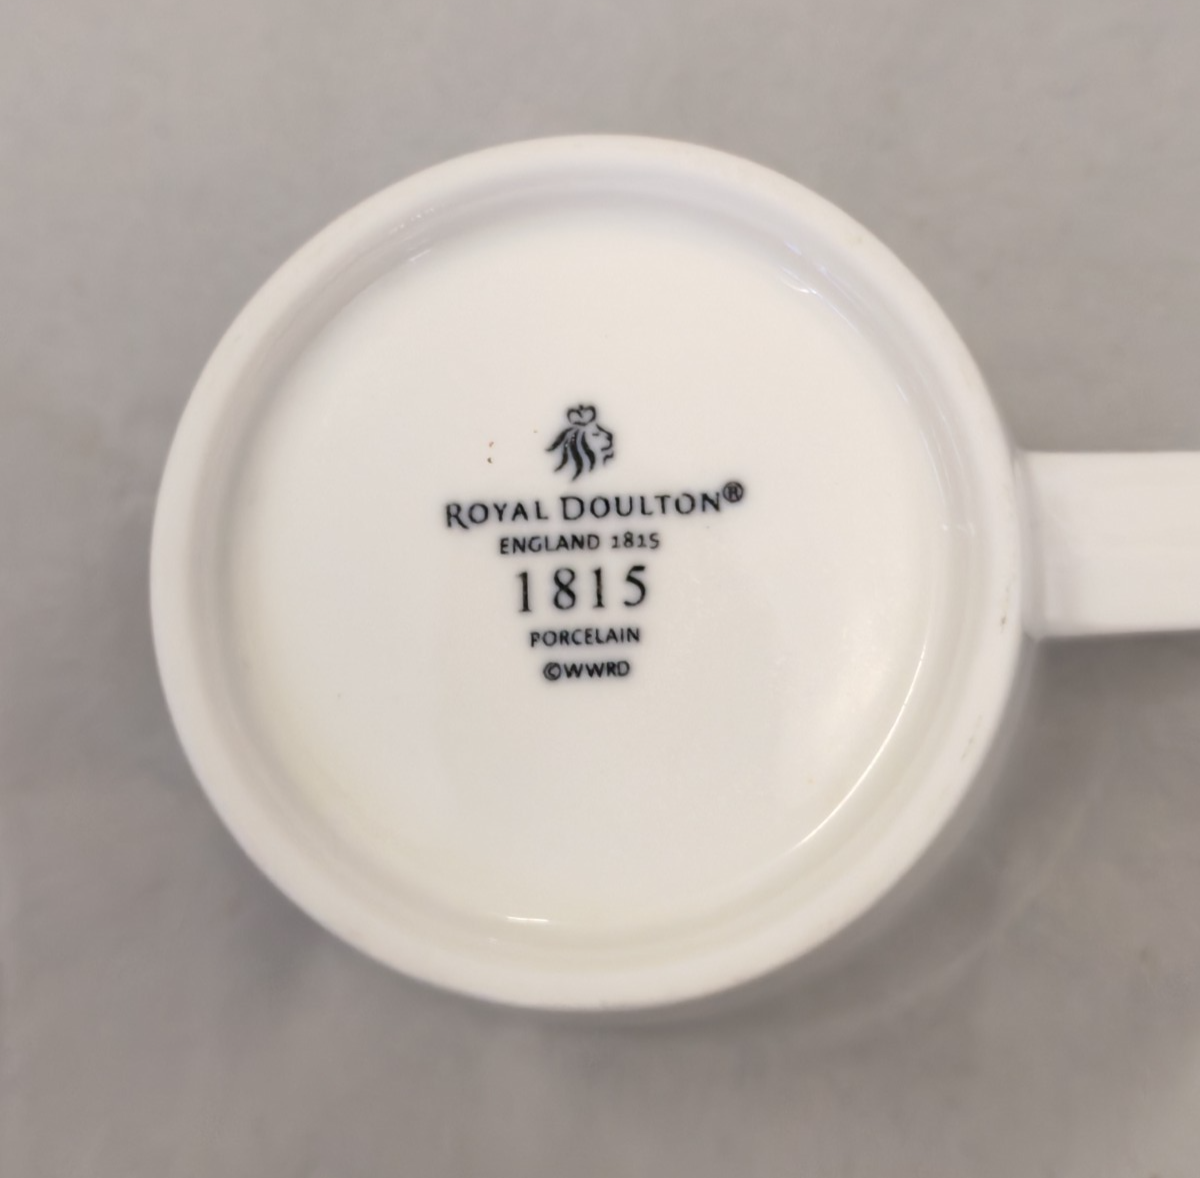 ROYAL DOULTON®
ENGLAND 1815
1815
PORCELAIN
©WWRD